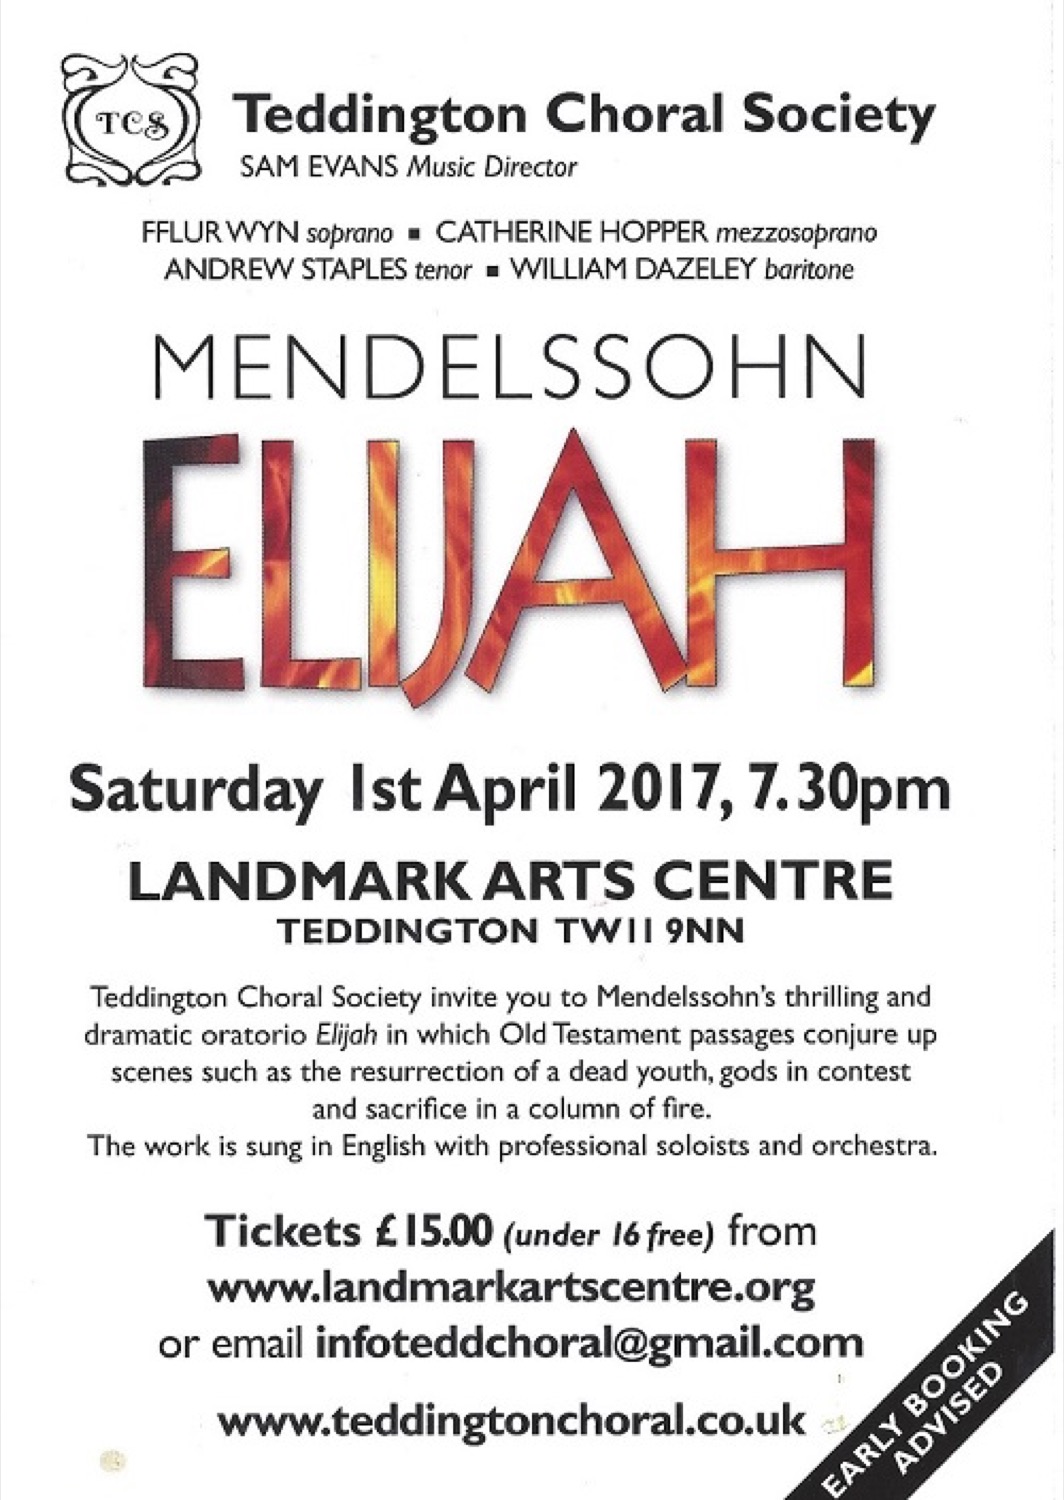 TCS
Teddington Choral Society
SAM EVANS Music Director
FFLUR WYN soprano ▪ CATHERINE HOPPER mezzosoprano
ANDREW STAPLES tenor ▪ WILLIAM DAZELEY baritone
MENDELSSOHN
ELIJAH
Saturday 1st April 2017, 7.30pm
LANDMARK ARTS CENTRE
TEDDINGTON TW11 9NN
Teddington Choral Society invite you to Mendelssohn's thrilling and
dramatic oratorio Elijah in which Old Testament passages conjure up
scenes such as the resurrection of a dead youth, gods in contest
and sacrifice in a column of fire.
The work is sung in English with professional soloists and orchestra.
Tickets £15.00 (under 16 free) from
www.landmarkartscentre.org
or email infoteddchoral@gmail.com
www.teddingtonchoral.co.uk
EARLY BOOKING
ADVISED